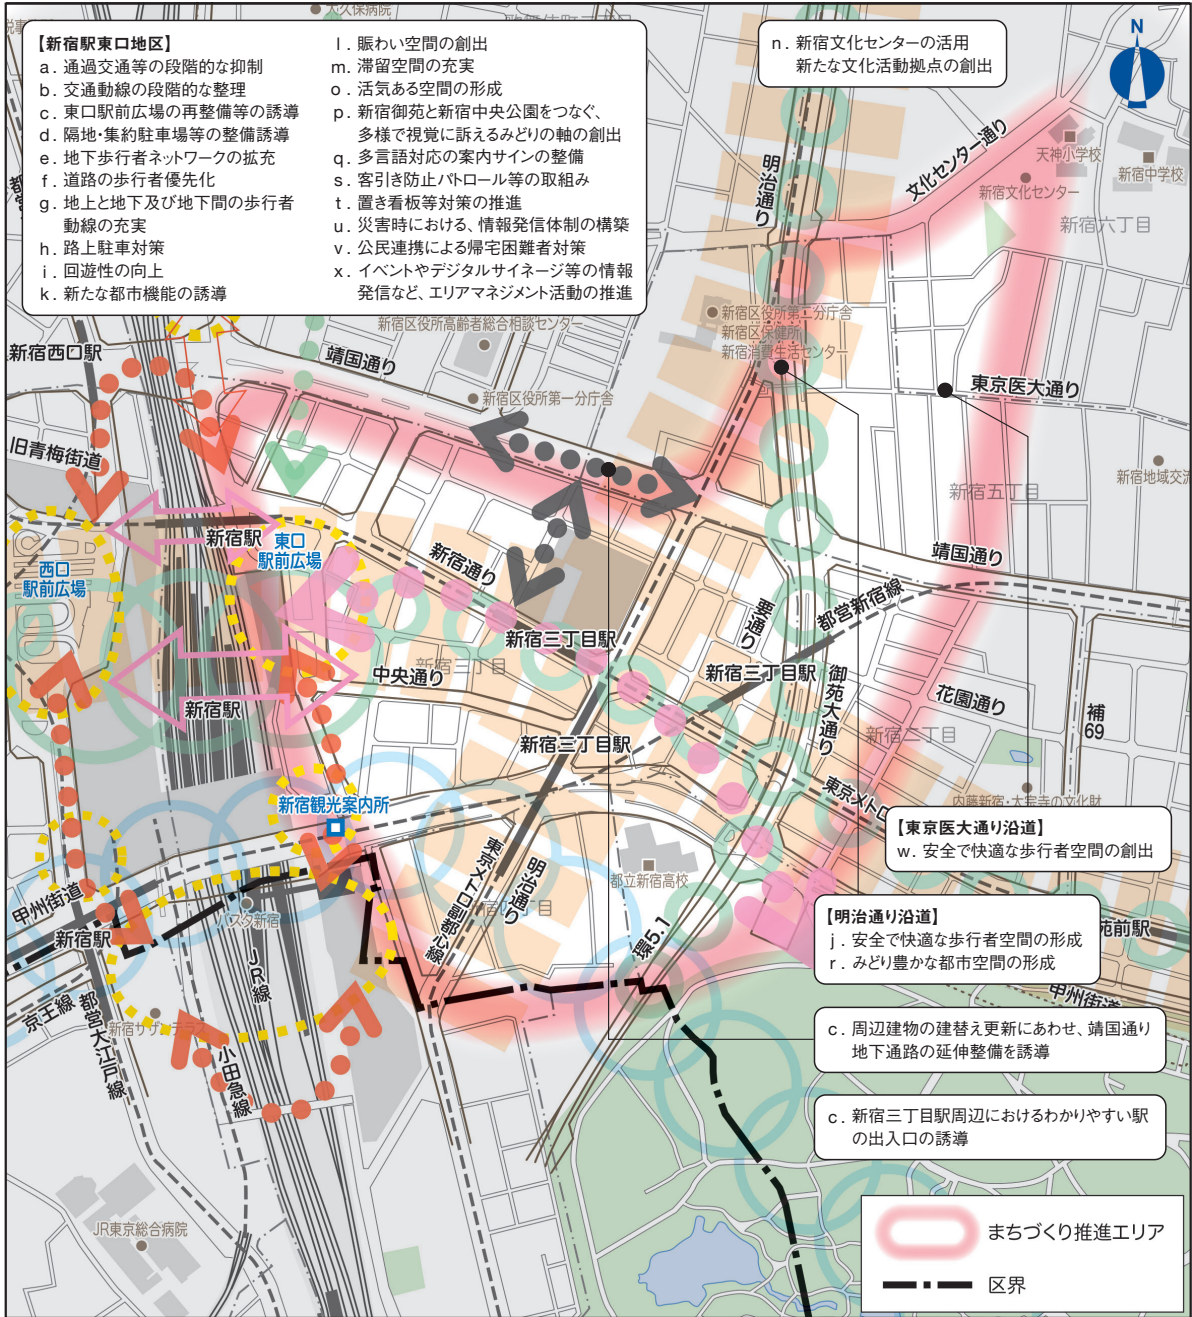 大久保病院
歌舞伎町二丁目
【新宿駅東口地区】
a．通過交通等の段階的な抑制
b．交通動線の段階的な整理
c．東口駅前広場の再整備等の誘導
d．隔地・集約駐車場等の整備誘導
e．地下歩行者ネットワークの拡充
f．道路の歩行者優先化
g．地上と地下及び地下間の歩行者
動線の充実
h．路上駐車対策
i．回遊性の向上
k．新たな都市機能の誘導
l．賑わい空間の創出
m．滞留空間の充実
o．活気ある空間の形成
p．新宿御苑と新宿中央公園をつなぐ、
多様で視覚に訴えるみどりの軸の創出
q．多言語対応の案内サインの整備
s．客引き防止パトロール等の取組み
t．置き看板等対策の推進
u．災害時における、情報発信体制の構築
v．公民連携による帰宅困難者対策
x．イベントやデジタルサイネージ等の情報
発信など、エリアマネジメント活動の推進
n．新宿文化センターの活用
新たな文化活動拠点の創出
N
明治通り
文化センター通り
天神小学校
新宿中学校
新宿文化センター
新宿六丁目
新宿区役所第二分庁舎
新宿区保健所
新宿消費生活センター
新宿区役所高齢者総合相談センタ
新宿西口駅
靖国通り
新宿区役所第一分庁舎
東京医大通り
旧青梅街道
新宿地域交流
新宿五丁目
新宿駅
東口
駅前広場
西口
駅前広場
新宿通り
靖国通り
要通り
都営新宿線
新宿三丁目駅
新宿三丁目
新宿三丁目駅
中央通り
御苑大通り
花園通り
新宿駅
補
69
新宿二丁目
新宿三丁目駅
東京メトロ
内藤新宿・太宗寺の文化財
新宿観光案内所
【東京医大通り沿道】
w．安全で快適な歩行者空間の創出
東京メトロ副都心線
明治通り
都立新宿高校
甲州街道
新宿駅
バスタ新宿
新宿四丁目
環5.1
【明治通り沿道】
j．安全で快適な歩行者空間の形成
r．みどり豊かな都市空間の形成
苑前駅
甲州街道
JR線
京王線
都営大江戸線
新宿サザンテラス
小田急線
c．周辺建物の建替え更新にあわせ、靖国通り
地下通路の延伸整備を誘導
c．新宿三丁目駅周辺におけるわかりやすい駅
の出入口の誘導
JR東京総合病院
まちづくり推進エリア
区界